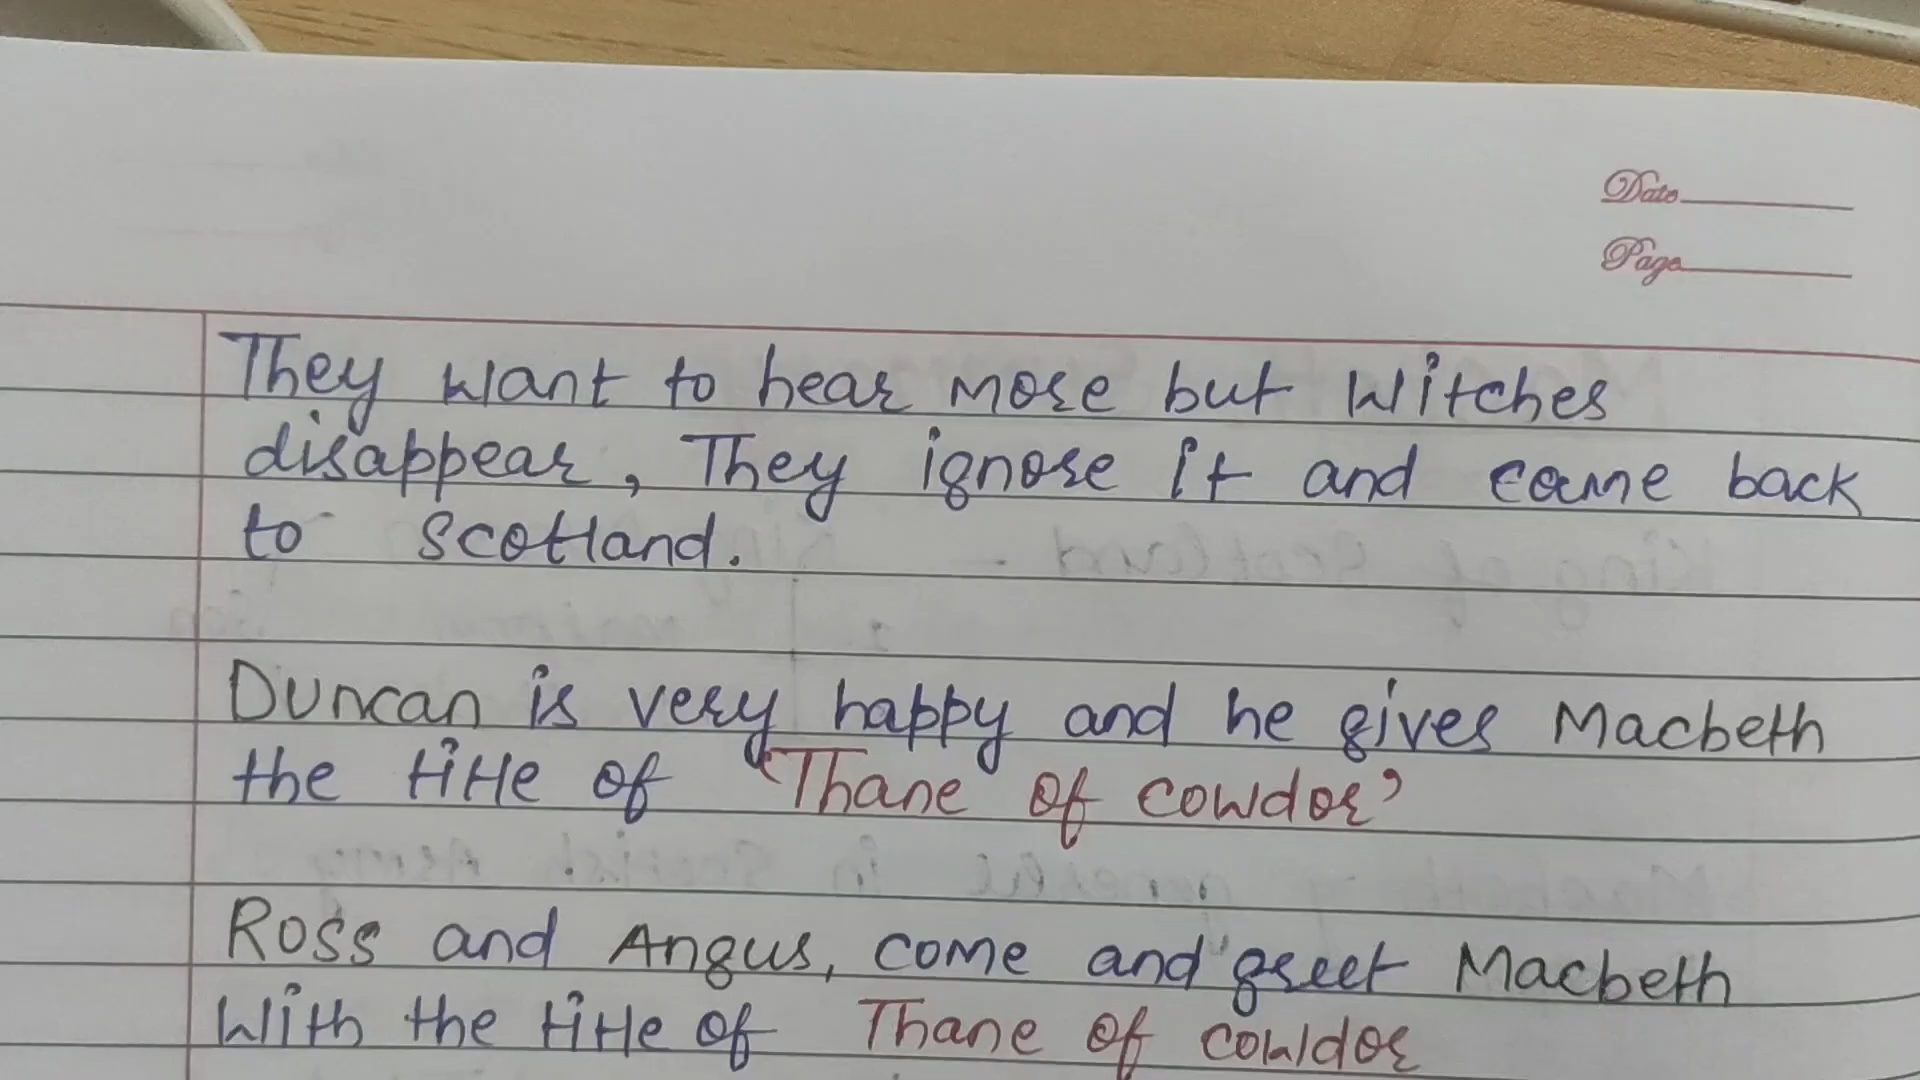 Date
Page
They want to hear more but Witches
disappear, They ignore it and came back
to Scotland.
Duncan is very happy and he gives Macbeth
the title of 'Thane of Cowdor'
Ross and Angus, come and greet Macbeth
With the title of Thane of Cowdor